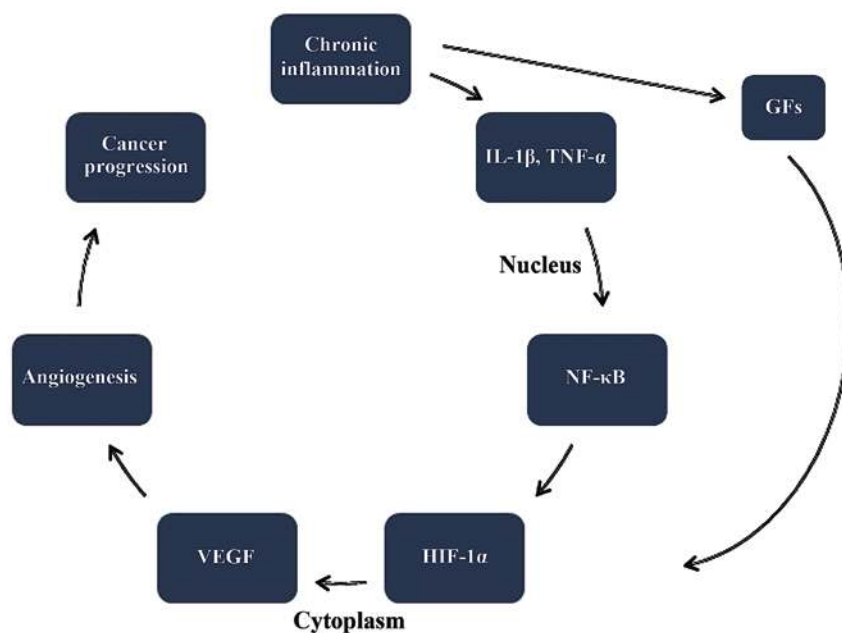 Chronic
inflammation
GFs
Cancer
progression
IL-1β, TNF-α
Nucleus
Angiogenesis
NF-κB
VEGF
HIF-1α
Cytoplasm